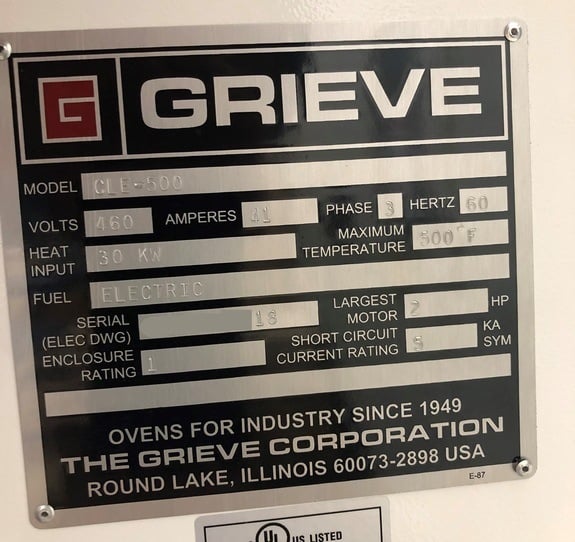 G GRIEVE
MODEL CLE-500
VOLTS 460 AMPERES 41 PHASE 3 HERTZ 60
HEAT INPUT 30 KW MAXIMUM TEMPERATURE 500°F
FUEL ELECTRIC
SERIAL (ELEC DWG) 18 LARGEST MOTOR 2 HP
ENCLOSURE RATING 1 SHORT CIRCUIT CURRENT RATING 5 KA SYM
OVENS FOR INDUSTRY SINCE 1949
THE GRIEVE CORPORATION
ROUND LAKE, ILLINOIS 60073-2898 USA
E-87
UL US LISTED